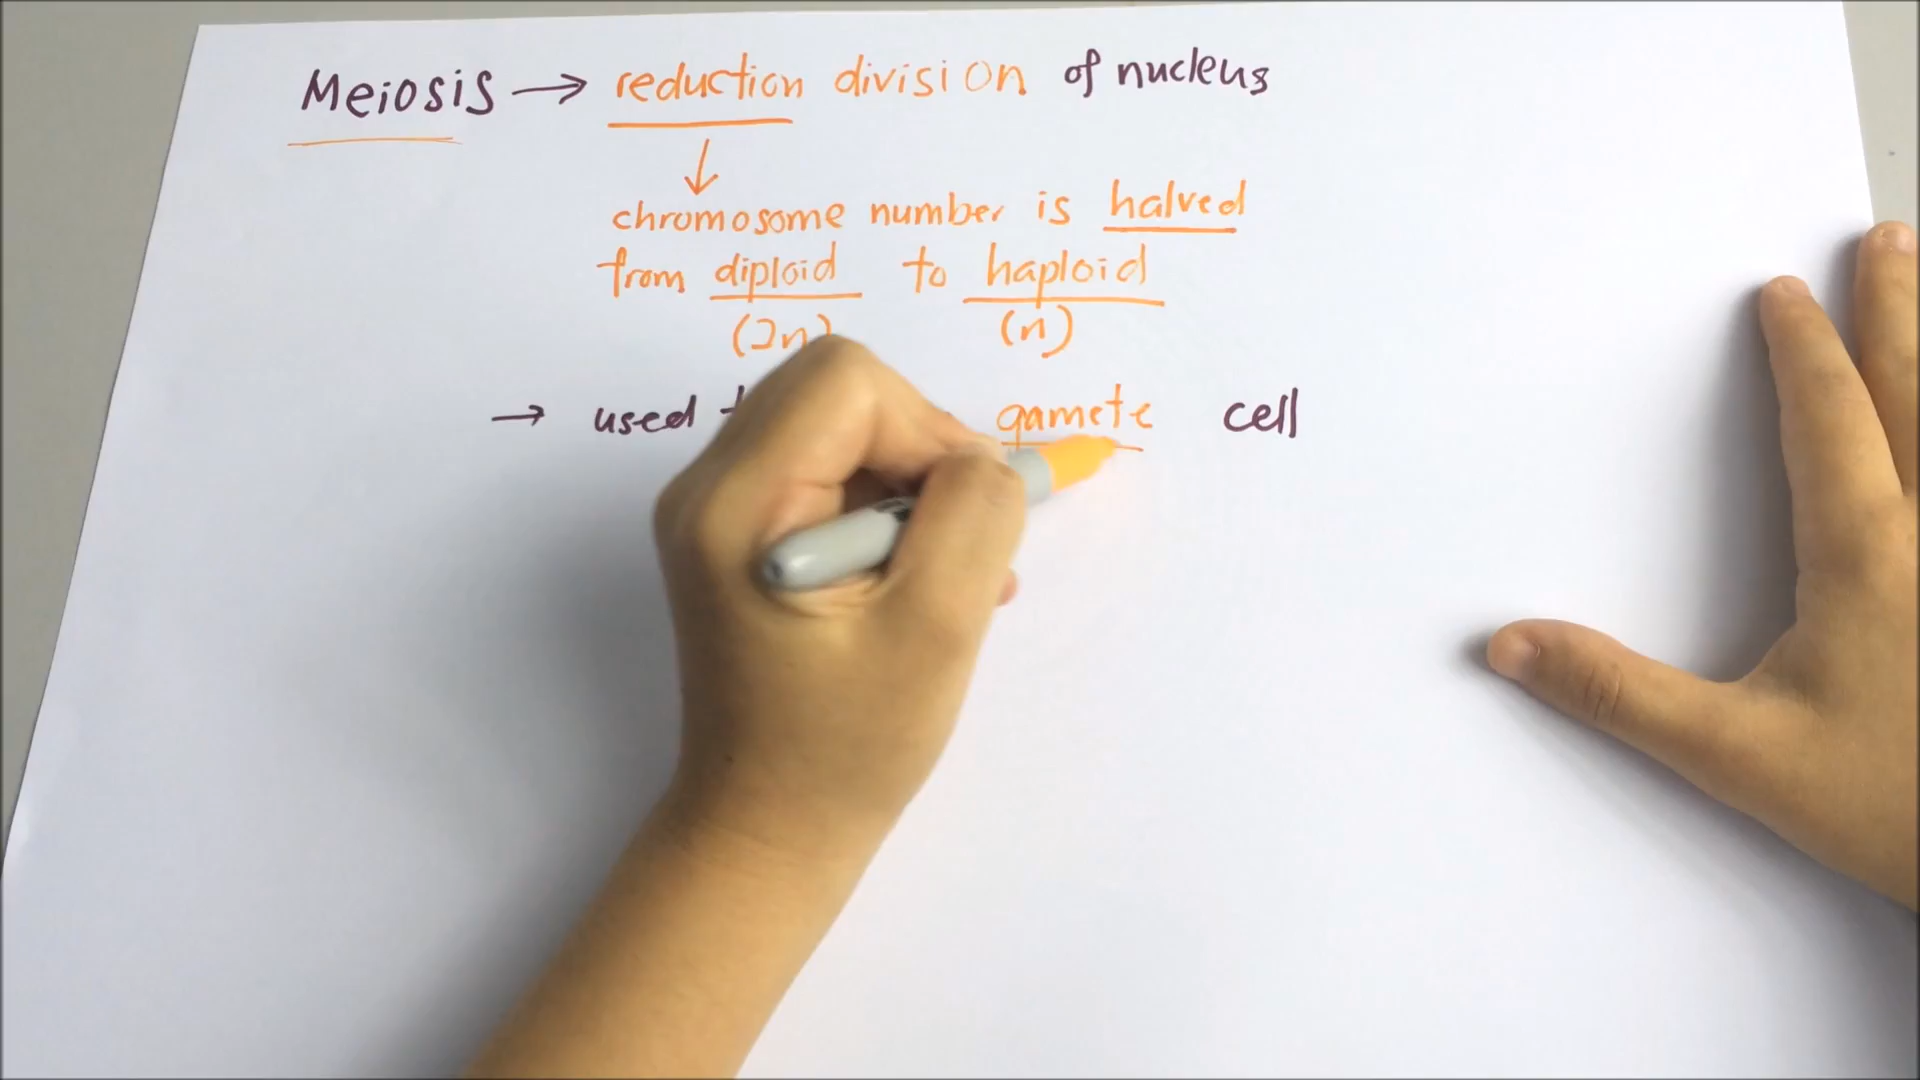 Meiosis → reduction division of nucleus
↓
chromosome number is halved
from diploid to haploid
(2n) (n)
→ used gamete cell